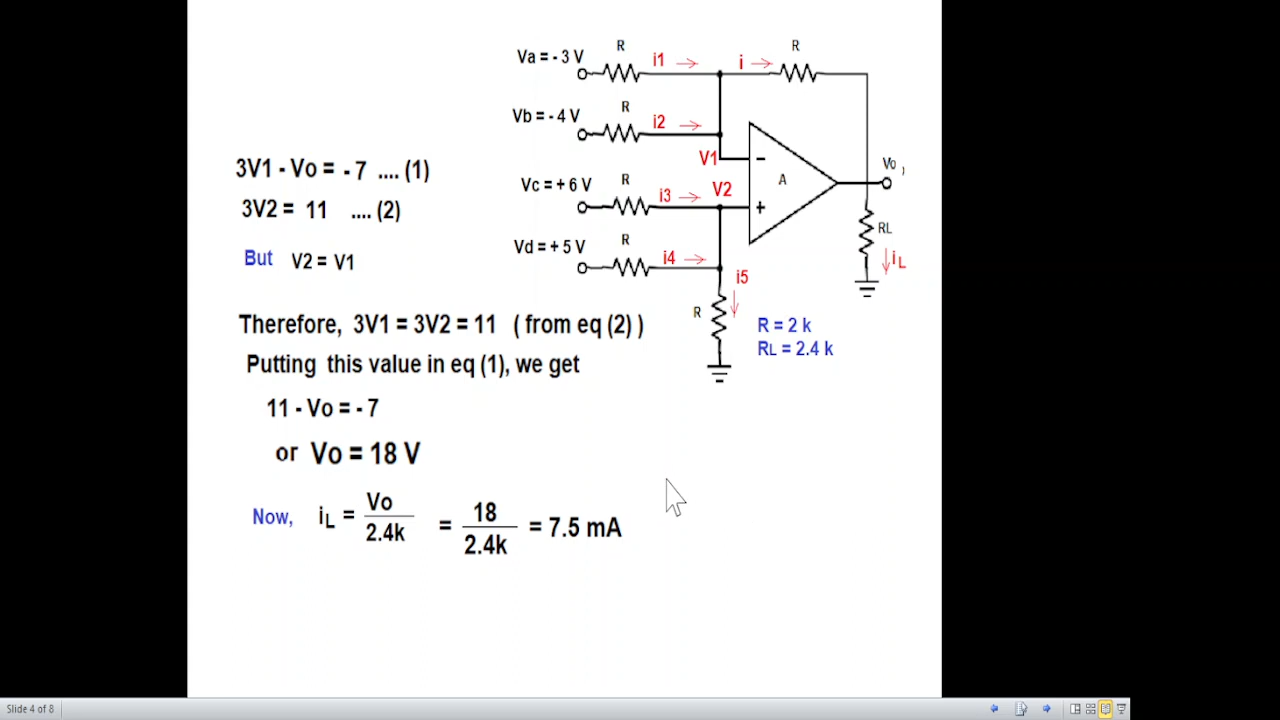 Va = - 3 V
R
i1
i
R
Vb = - 4 V
R
i2
V1
-
A
Vo ,
3V1 - Vo = - 7 .... (1)
Vc = + 6 V
R
i3
V2
+
3V2 = 11 .... (2)
Vd = + 5 V
R
i4
RL
iL
But V2 = V1
i5
R
R = 2 k
RL = 2.4 k
Therefore, 3V1 = 3V2 = 11 ( from eq (2) )
Putting this value in eq (1), we get
11 - Vo = - 7
or Vo = 18 V
Now, iL = Vo / 2.4k = 18 / 2.4k = 7.5 mA
Slide 4 of 8